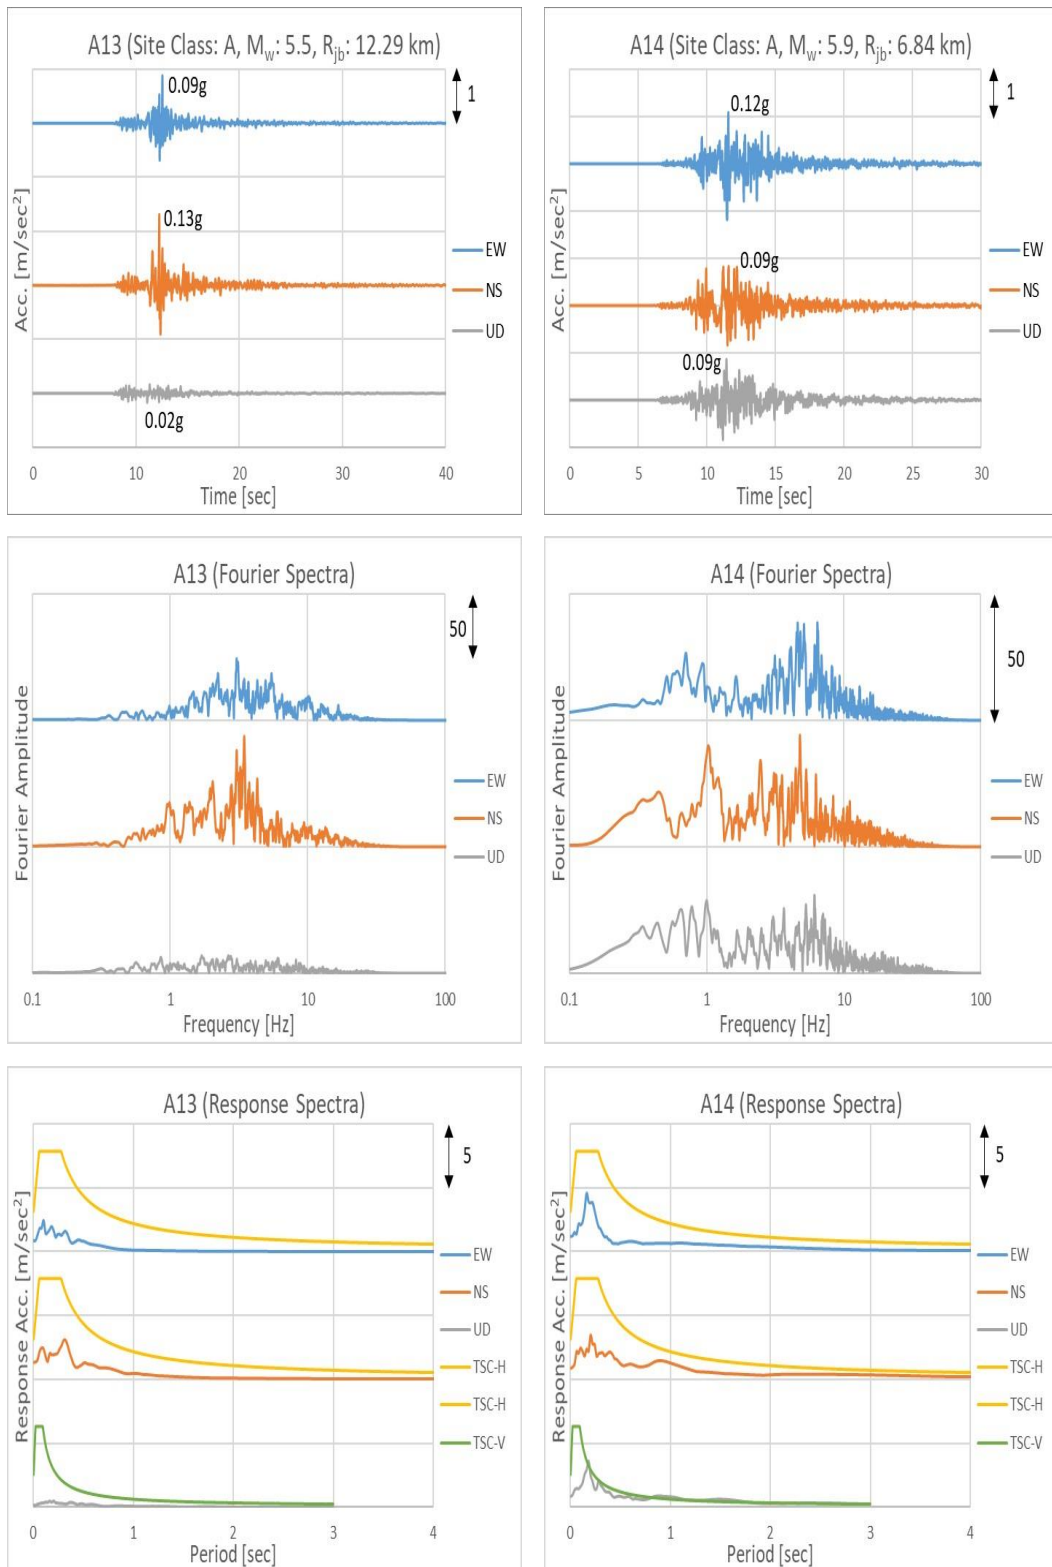 A13 (Site Class: A, Mw: 5.5, Rjb: 12.29 km)
1
0.09g
0.13g
0.02g
Acc. [m/sec²]
EW
NS
UD
0 10 20 30 40
Time [sec]
A14 (Site Class: A, Mw: 5.9, Rjb: 6.84 km)
1
0.12g
0.09g
0.09g
Acc. [m/sec²]
EW
NS
UD
0 5 10 15 20 25 30
Time [sec]
A13 (Fourier Spectra)
50
Fourier Amplitude
EW
NS
UD
0.1 1 10 100
Frequency [Hz]
A14 (Fourier Spectra)
50
Fourier Amplitude
EW
NS
UD
0.1 1 10 100
Frequency [Hz]
A13 (Response Spectra)
5
Response Acc. [m/sec²]
EW
NS
UD
TSC-H
TSC-H
TSC-V
0 1 2 3 4
Period [sec]
A14 (Response Spectra)
5
Response Acc. [m/sec²]
EW
NS
UD
TSC-H
TSC-H
TSC-V
0 1 2 3 4
Period [sec]